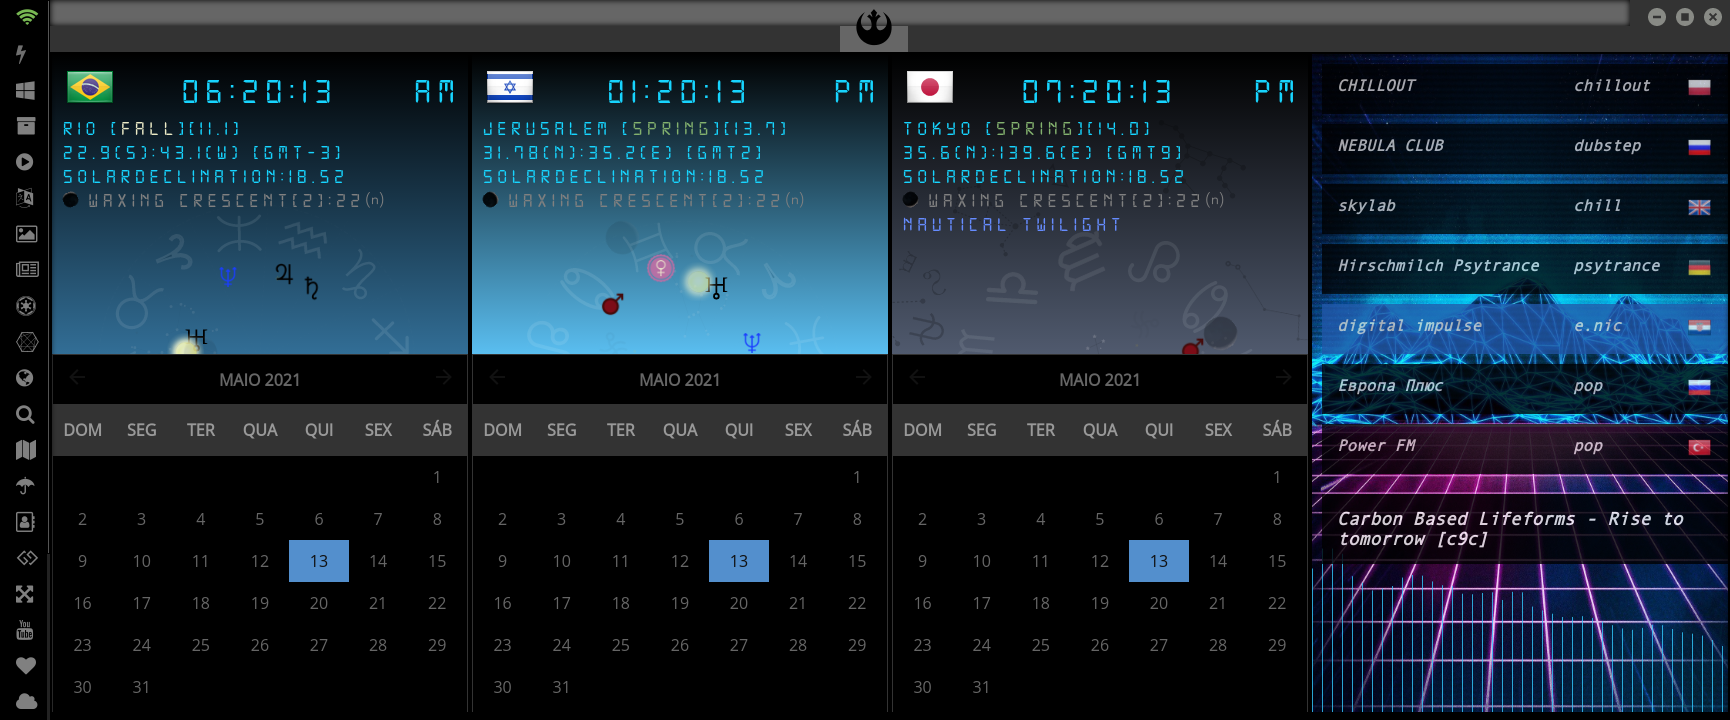 06:20:13 AM
RIO [FALL][11.1]
22.9(S):43.1(W) [GMT-3]
SOLARDECLINATION:18.52
WAXING CRESCENT[2]:22(n)
MAIO 2021
DOM SEG TER QUA QUI SEX SÁB
1
2 3 4 5 6 7 8
9 10 11 12 13 14 15
16 17 18 19 20 21 22
23 24 25 26 27 28 29
30 31
01:20:13 PM
JERUSALEM [SPRING][13.7]
31.78(N):35.2(E) [GMT2]
SOLARDECLINATION:18.52
WAXING CRESCENT[2]:22(n)
MAIO 2021
DOM SEG TER QUA QUI SEX SÁB
1
2 3 4 5 6 7 8
9 10 11 12 13 14 15
16 17 18 19 20 21 22
23 24 25 26 27 28 29
30 31
07:20:13 PM
TOKYO [SPRING][14.0]
35.6(N):139.6(E) [GMT9]
SOLARDECLINATION:18.52
WAXING CRESCENT[2]:22(n)
NAUTICAL TWILIGHT
MAIO 2021
DOM SEG TER QUA QUI SEX SÁB
1
2 3 4 5 6 7 8
9 10 11 12 13 14 15
16 17 18 19 20 21 22
23 24 25 26 27 28 29
30 31
CHILLOUT chillout
NEBULA CLUB dubstep
skylab chill
Hirschmilch Psytrance psytrance
digital impulse e.nic
Европа Плюс pop
Power FM pop
Carbon Based Lifeforms - Rise to
tomorrow [c9c]
You
Tube